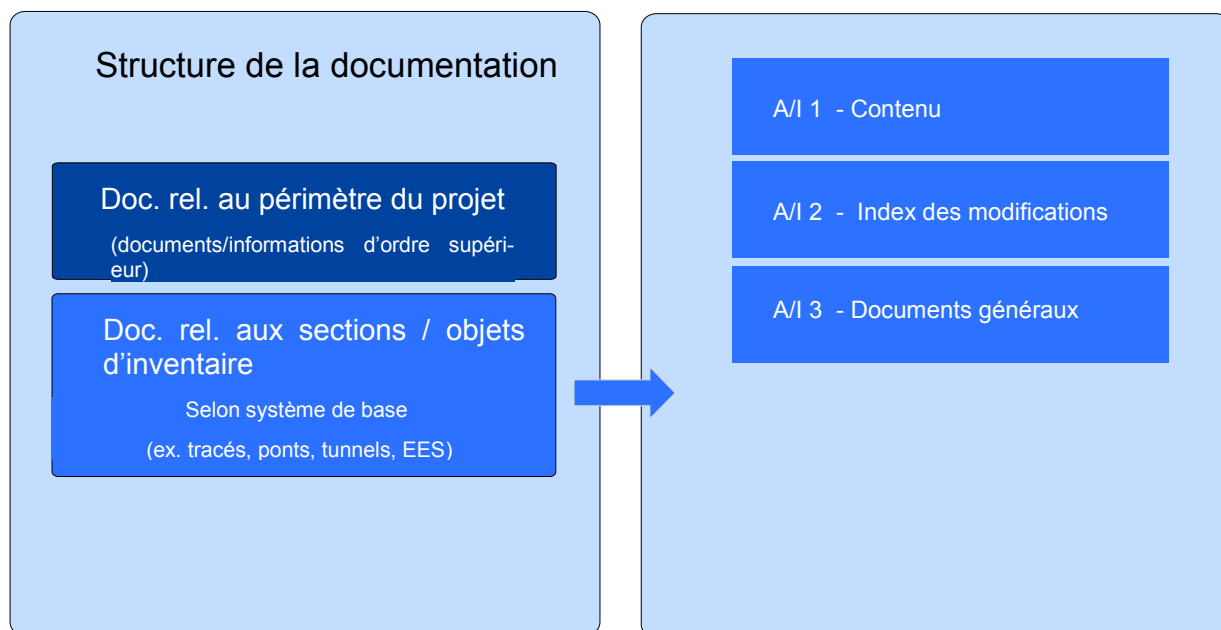 Structure de la documentation
Doc. rel. au périmètre du projet
(documents/informations d'ordre supéri-
eur)
Doc. rel. aux sections / objets
d'inventaire
Selon système de base
(ex. tracés, ponts, tunnels, EES)
A/I 1 - Contenu
A/I 2 - Index des modifications
A/I 3 - Documents généraux